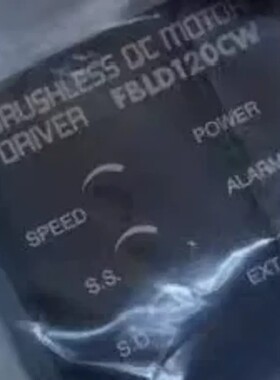 BRUSHLESS DC MOTOR
DRIVER FBLD120CW
POWER
ALARM
SPEED
S.S.
EXT
S.D.